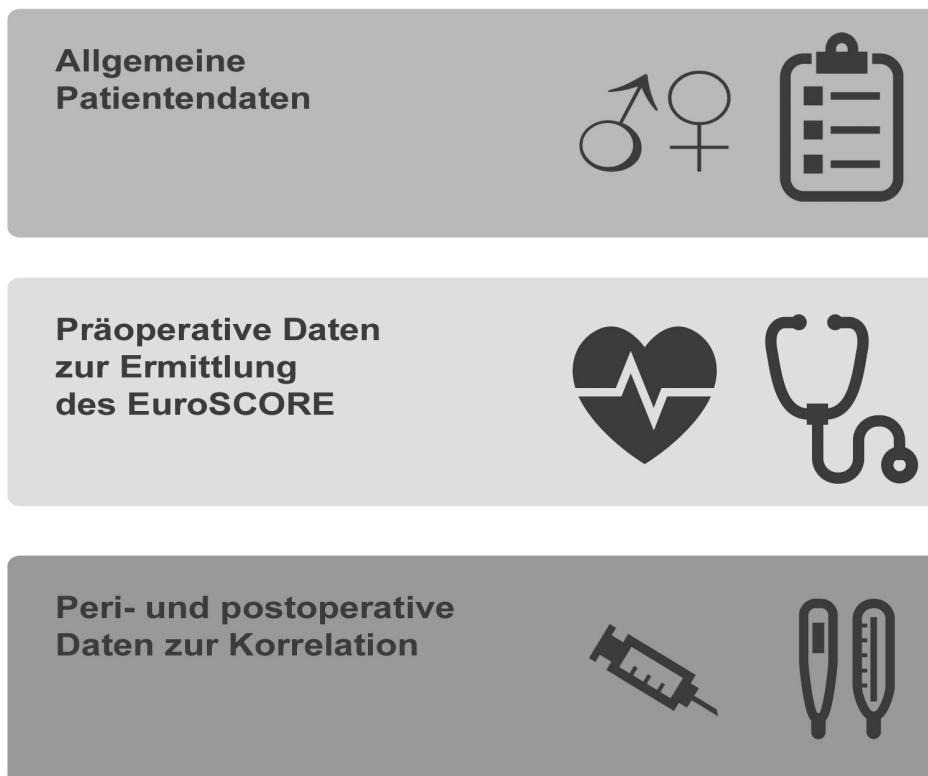 Allgemeine
Patientendaten
Präoperative Daten
zur Ermittlung
des EuroSCORE
Peri- und postoperative
Daten zur Korrelation